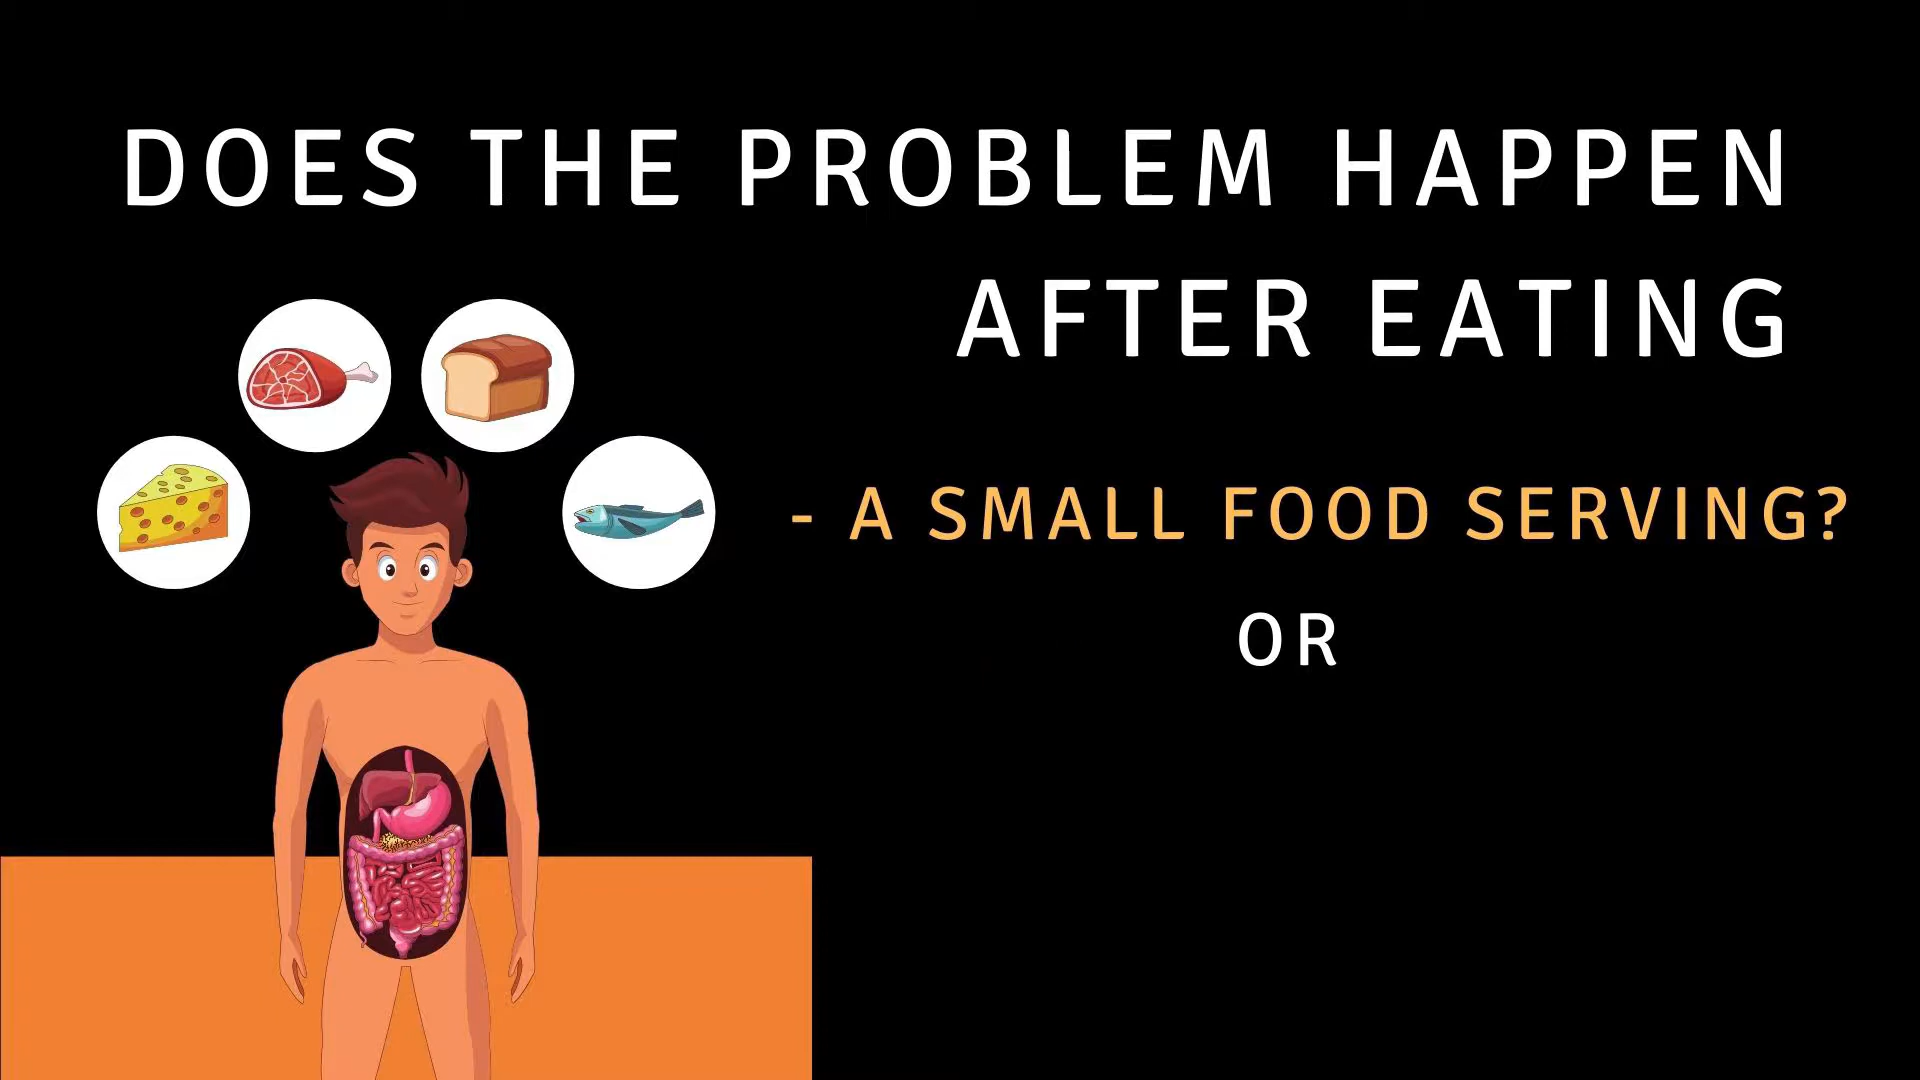 DOES THE PROBLEM HAPPEN
AFTER EATING
- A SMALL FOOD SERVING?
OR